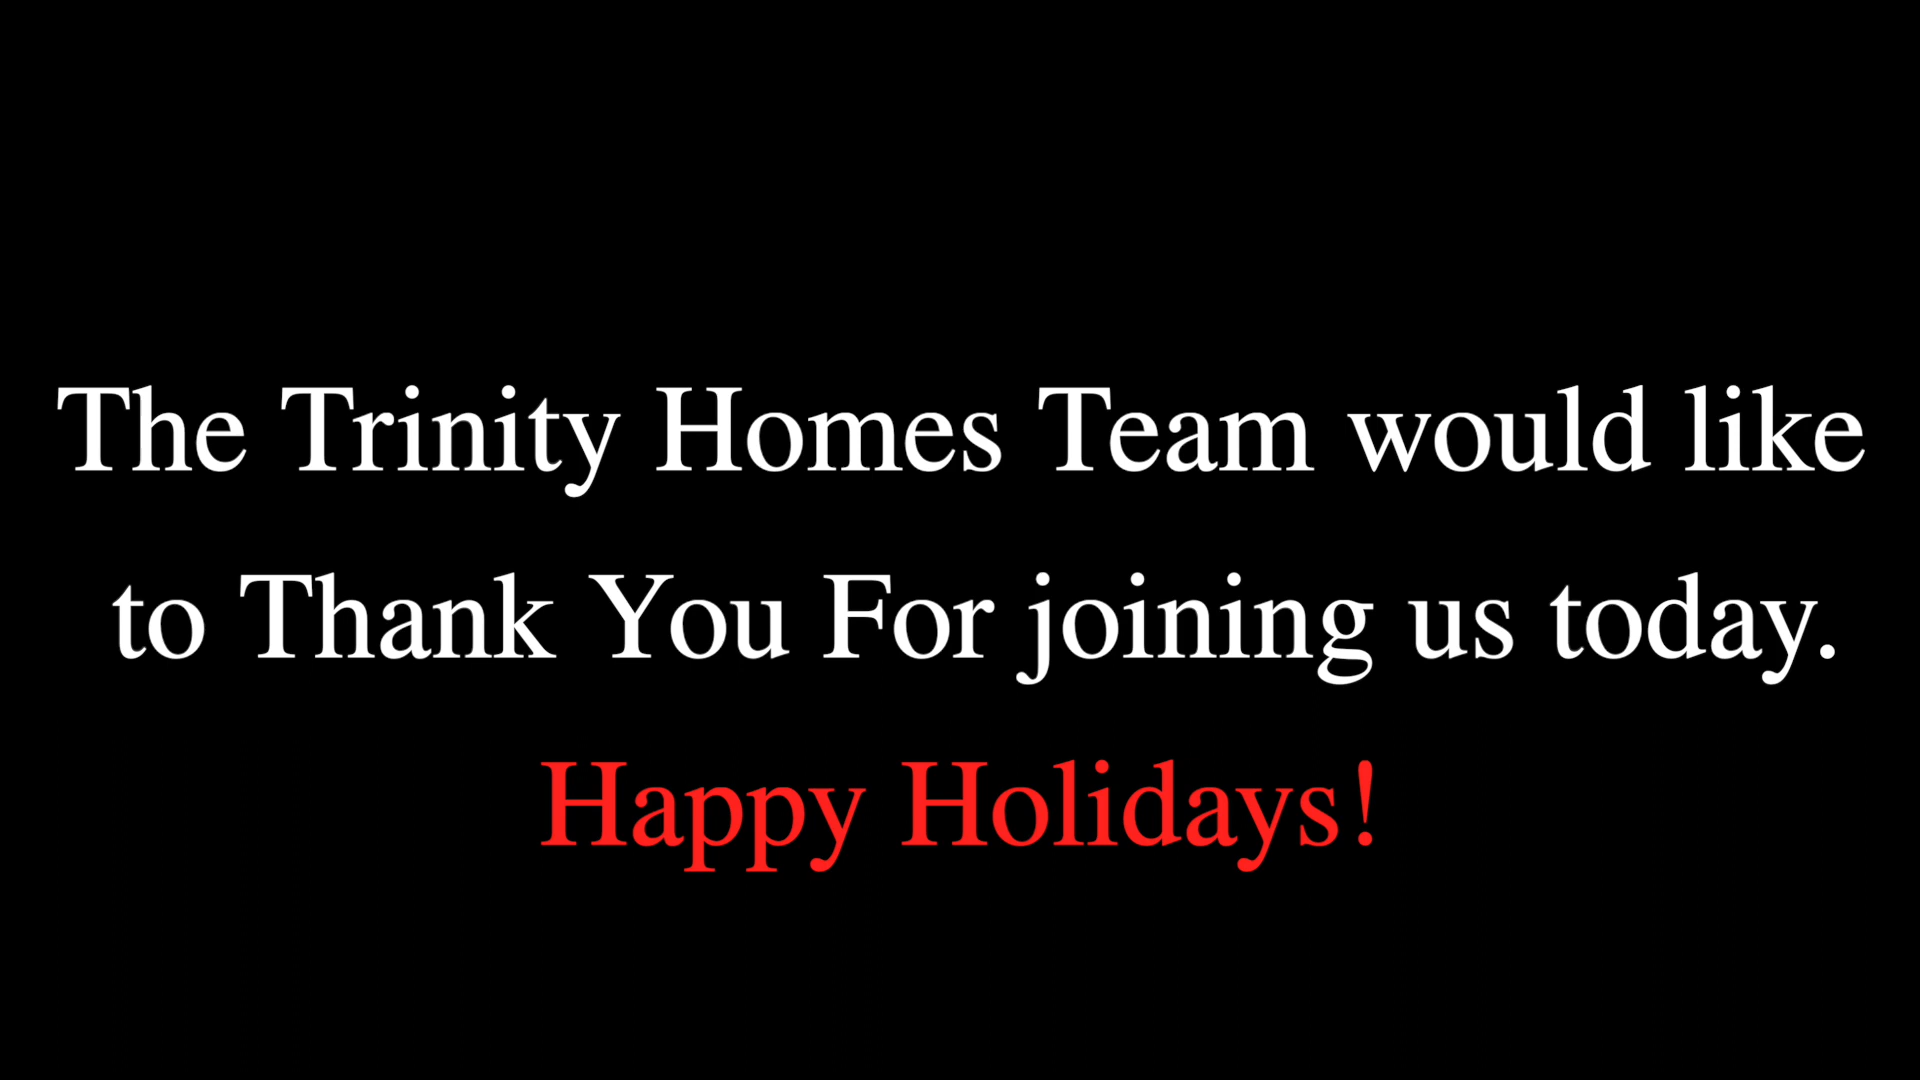 The Trinity Homes Team would like
to Thank You For joining us today.
Happy Holidays!